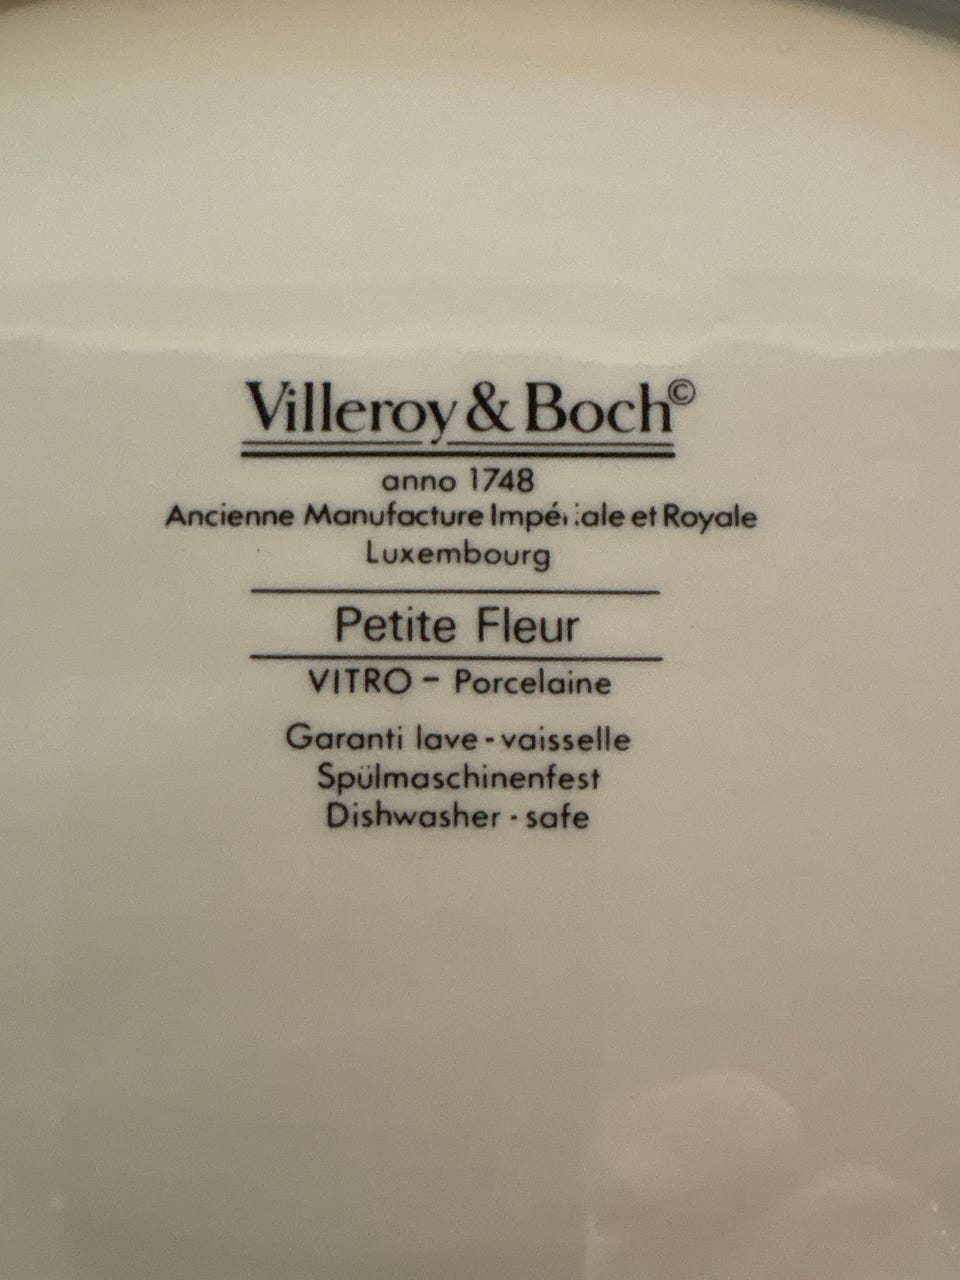 Villeroy & Boch©
anno 1748
Ancienne Manufacture Impériale et Royale
Luxembourg
Petite Fleur
VITRO - Porcelaine
Garanti lave-vaisselle
Spülmaschinenfest
Dishwasher - safe